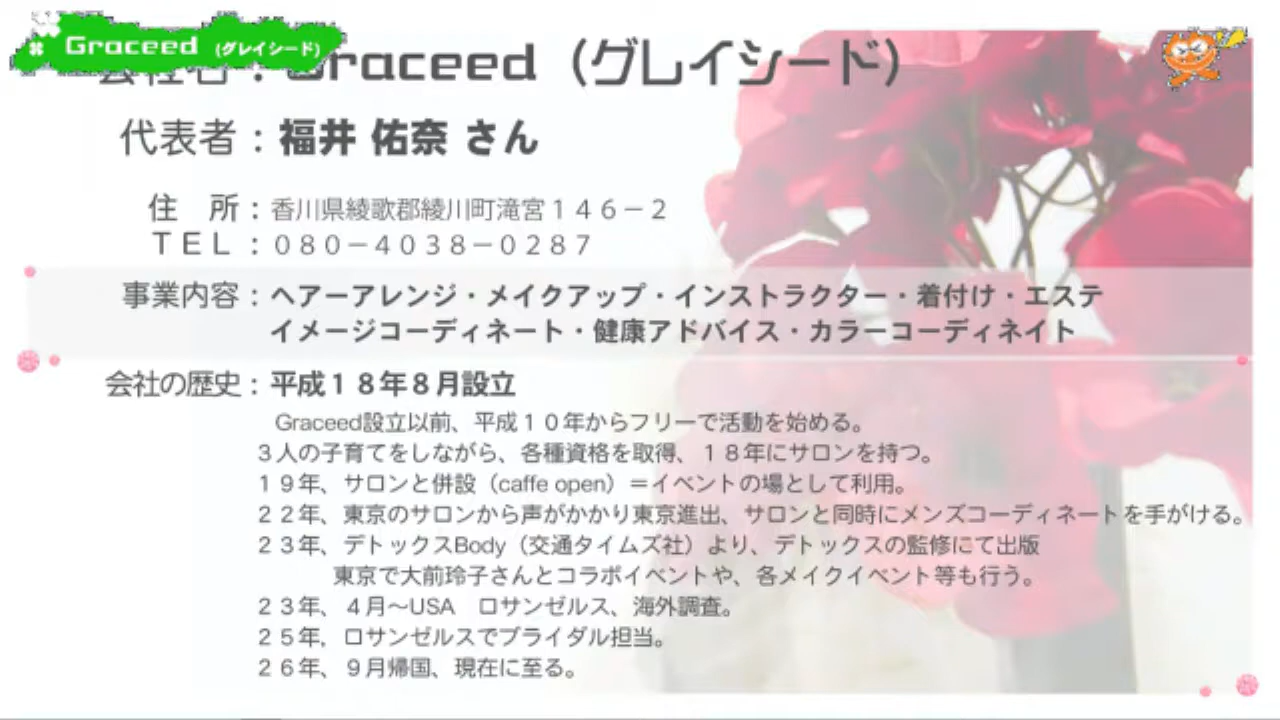 Graceed (グレイシード)
会社名：Graceed（グレイシード）
代表者：福井 佑奈 さん
住　所：香川県綾歌郡綾川町滝宮１４６－２
ＴＥＬ：０８０－４０３８－０２８７
事業内容：ヘアーアレンジ・メイクアップ・インストラクター・着付け・エステ
イメージコーディネート・健康アドバイス・カラーコーディネイト
会社の歴史：平成１８年８月設立
Graceed設立以前、平成１０年からフリーで活動を始める。
３人の子育てをしながら、各種資格を取得、１８年にサロンを持つ。
１９年、サロンと併設（caffe open）＝イベントの場として利用。
２２年、東京のサロンから声がかかり東京進出、サロンと同時にメンズコーディネートを手がける。
２３年、デトックスBody（交通タイムズ社）より、デトックスの監修にて出版
東京で大前玲子さんとコラボイベントや、各メイクイベント等も行う。
２３年、４月～USA　ロサンゼルス、海外調査。
２５年、ロサンゼルスでブライダル担当。
２６年、９月帰国、現在に至る。